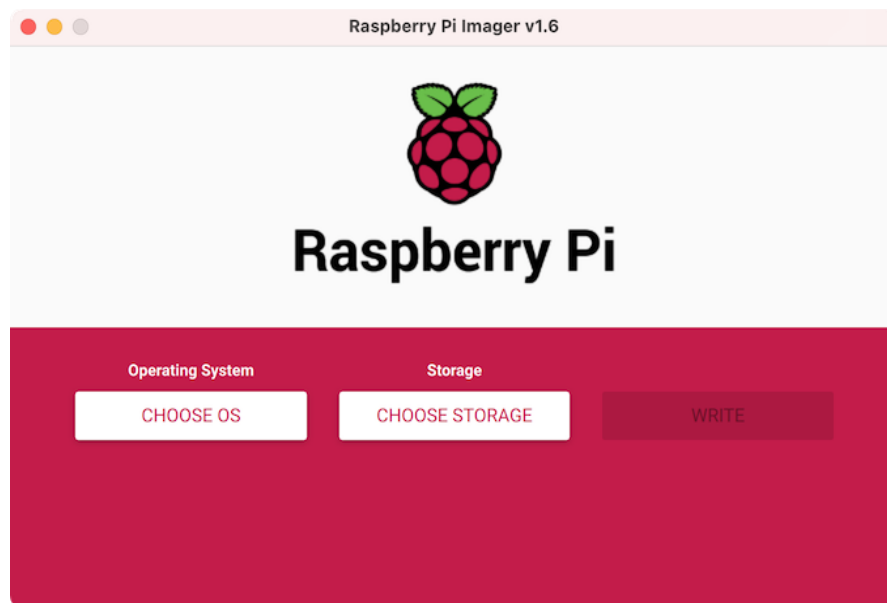 Raspberry Pi Imager v1.6
Raspberry Pi
Operating System
Storage
CHOOSE OS
CHOOSE STORAGE
WRITE